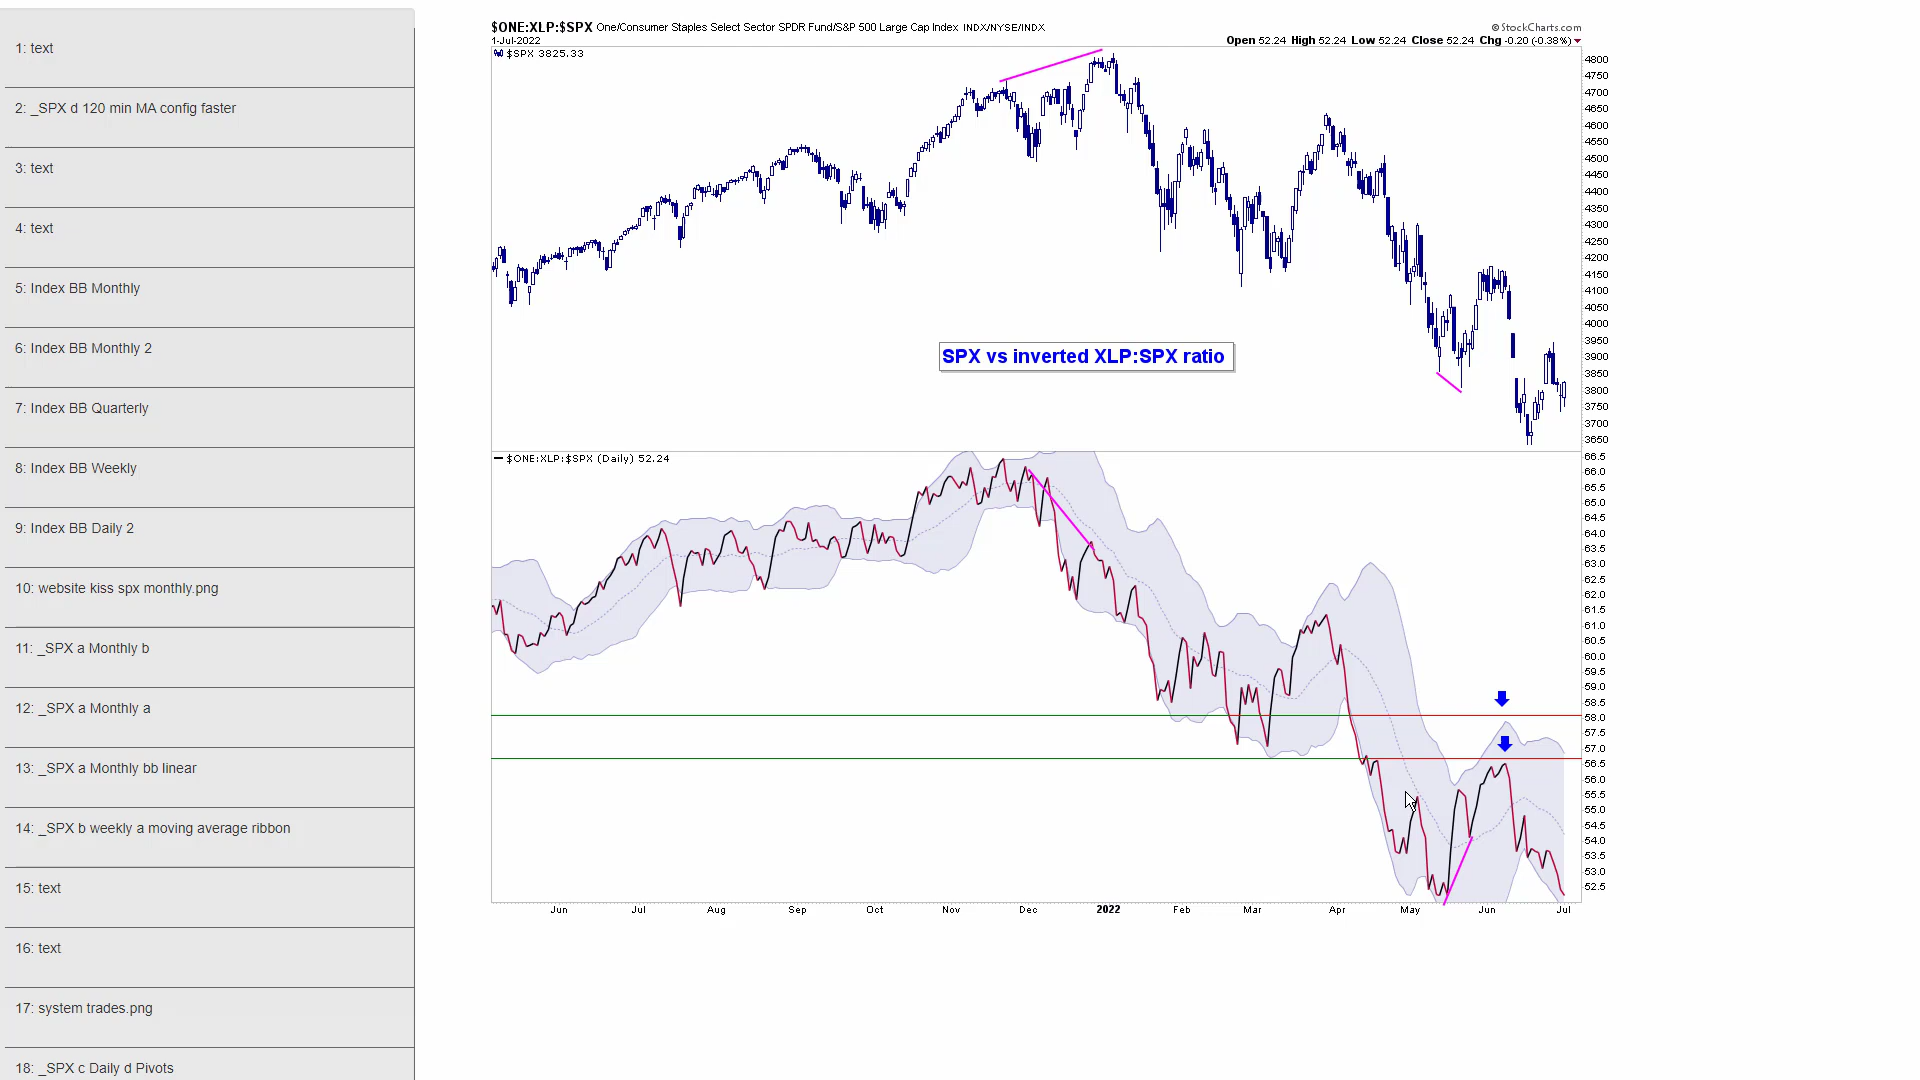 1: text
2: _SPX d 120 min MA config faster
3: text
4: text
5: Index BB Monthly
6: Index BB Monthly 2
7: Index BB Quarterly
8: Index BB Weekly
9: Index BB Daily 2
10: website kiss spx monthly.png
11: _SPX a Monthly b
12: _SPX a Monthly a
13: _SPX a Monthly bb linear
14: _SPX b weekly a moving average ribbon
15: text
16: text
17: system trades.png
18: _SPX c Daily d Pivots
$ONE:XLP:$SPX One/Consumer Staples Select Sector SPDR Fund/S&P 500 Large Cap Index INDX/NYSE/INDX
© StockCharts.com
1-Jul-2022
Open 52.24 High 52.24 Low 52.24 Close 52.24 Chg -0.20 (-0.38%)
$SPX 3825.33
4800
4750
4700
4650
4600
4550
4500
4450
4400
4350
4300
4250
4200
4150
4100
4050
4000
3950
3900
3850
3800
3750
3700
3650
SPX vs inverted XLP:SPX ratio
$ONE:XLP:$SPX (Daily) 52.24
66.5
66.0
65.5
65.0
64.5
64.0
63.5
63.0
62.5
62.0
61.5
61.0
60.5
60.0
59.5
59.0
58.5
58.0
57.5
57.0
56.5
56.0
55.5
55.0
54.5
54.0
53.5
53.0
52.5
Jun Jul Aug Sep Oct Nov Dec 2022 Feb Mar Apr May Jun Jul